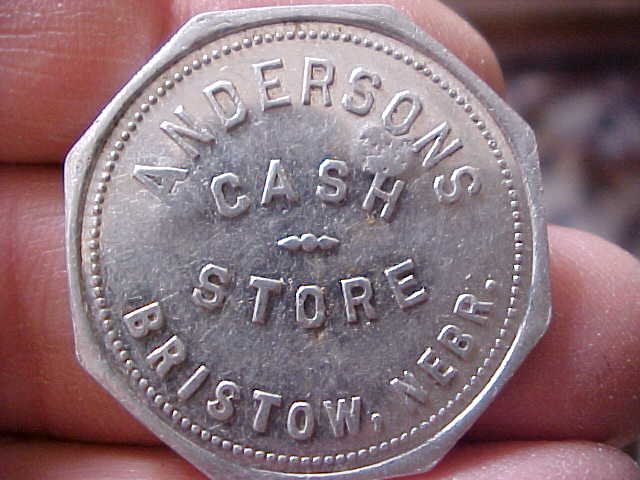 ANDERSONS
CASH
STORE
BRISTOW, NEBR.